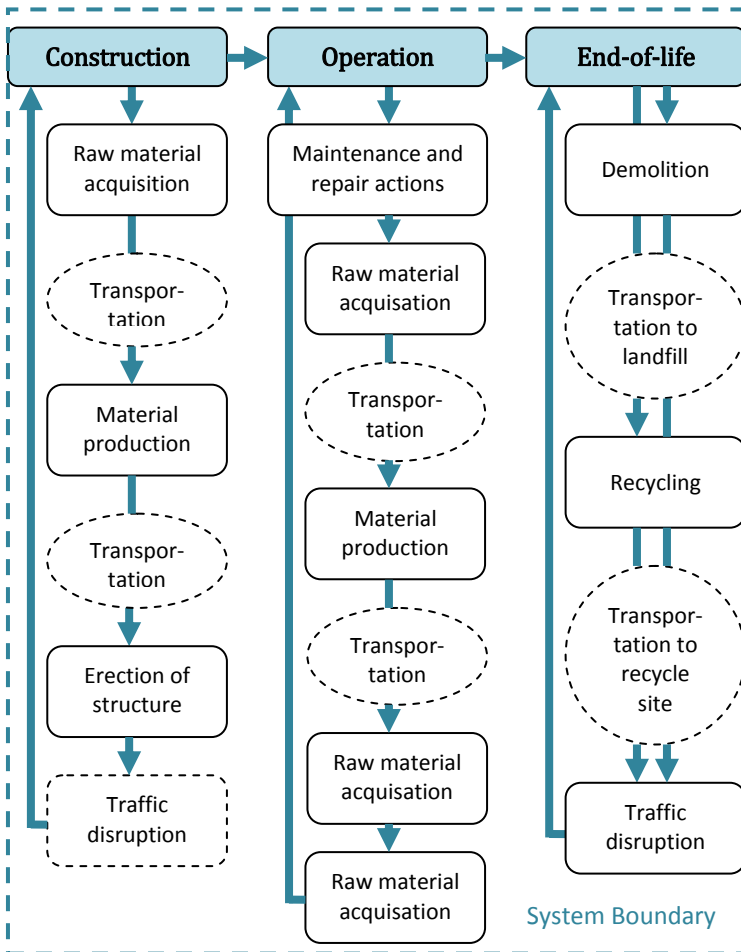 Construction
Operation
End-of-life
Raw material
acquisition
Transpor-
tation
Material
production
Transpor-
tation
Erection of
structure
Traffic
disruption
Maintenance and
repair actions
Raw material
acquisation
Transpor-
tation
Material
production
Transpor-
tation
Raw material
acquisation
Raw material
acquisation
Demolition
Transpor-
tation to
landfill
Recycling
Transpor-
tation to
recycle
site
Traffic
disruption
System Boundary